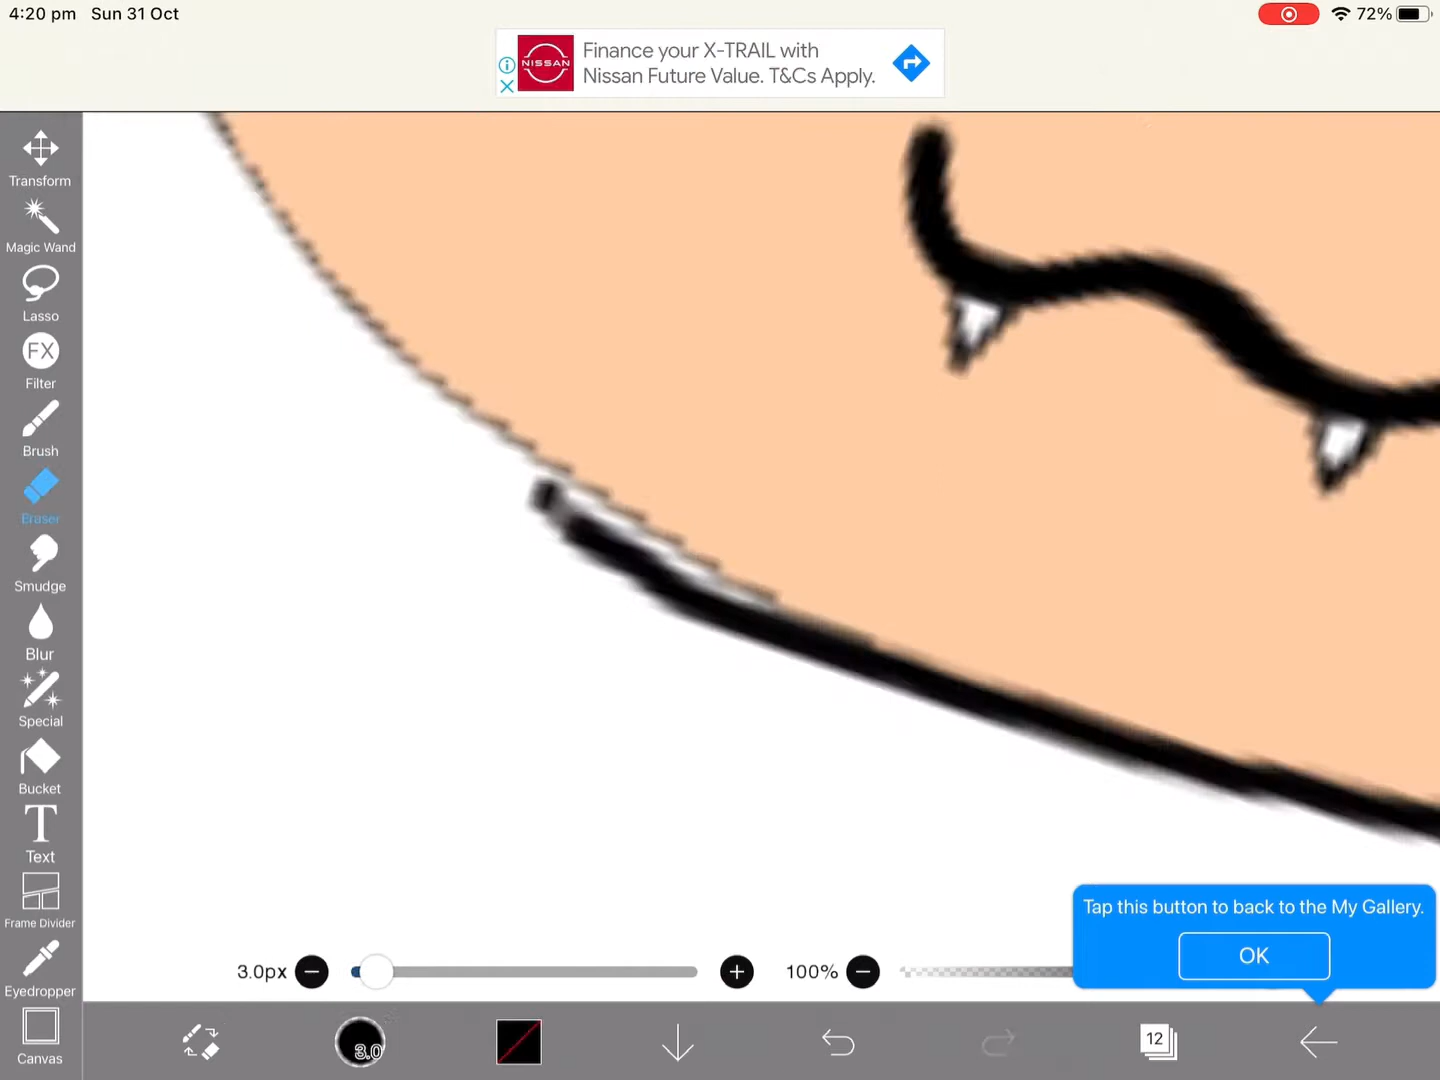 4:20 pm Sun 31 Oct
72%
NISSAN
Finance your X-TRAIL with
Nissan Future Value. T&Cs Apply.
Transform
Magic Wand
Lasso
FX
Filter
Brush
Eraser
Smudge
Blur
Special
Bucket
T
Text
Frame Divider
Eyedropper
Canvas
Tap this button to back to the My Gallery.
OK
3.0px
100%
3.0
12